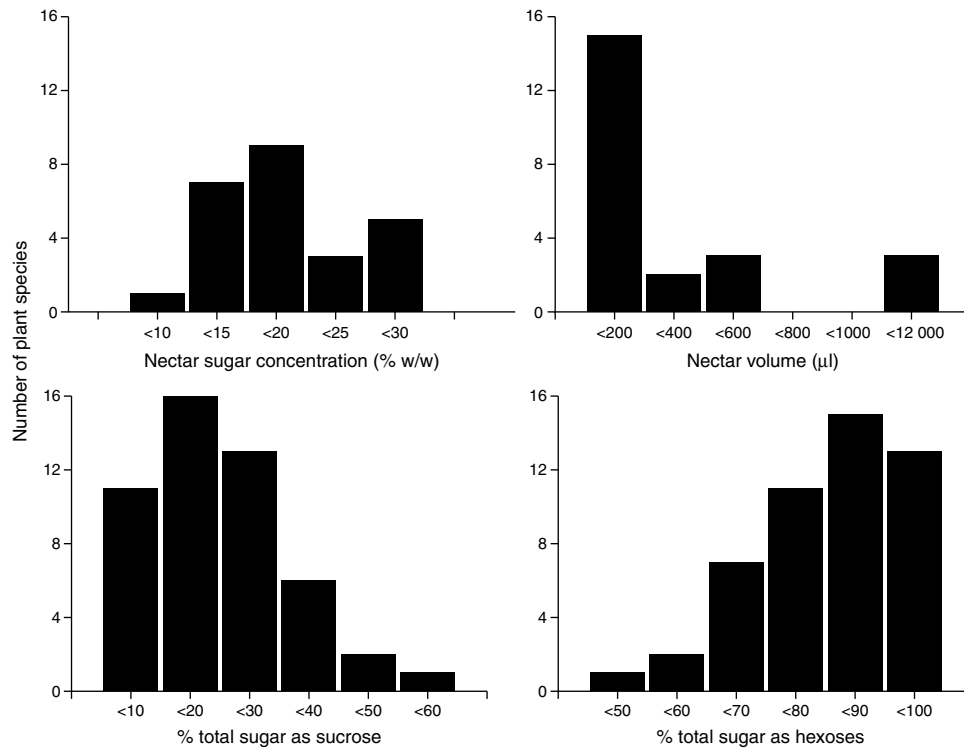 Number of plant species
16
12
8
4
0
<10 <15 <20 <25 <30
Nectar sugar concentration (% w/w)
16
12
8
4
0
<200 <400 <600 <800 <1000 <12 000
Nectar volume (μl)
16
12
8
4
0
<10 <20 <30 <40 <50 <60
% total sugar as sucrose
16
12
8
4
0
<50 <60 <70 <80 <90 <100
% total sugar as hexoses